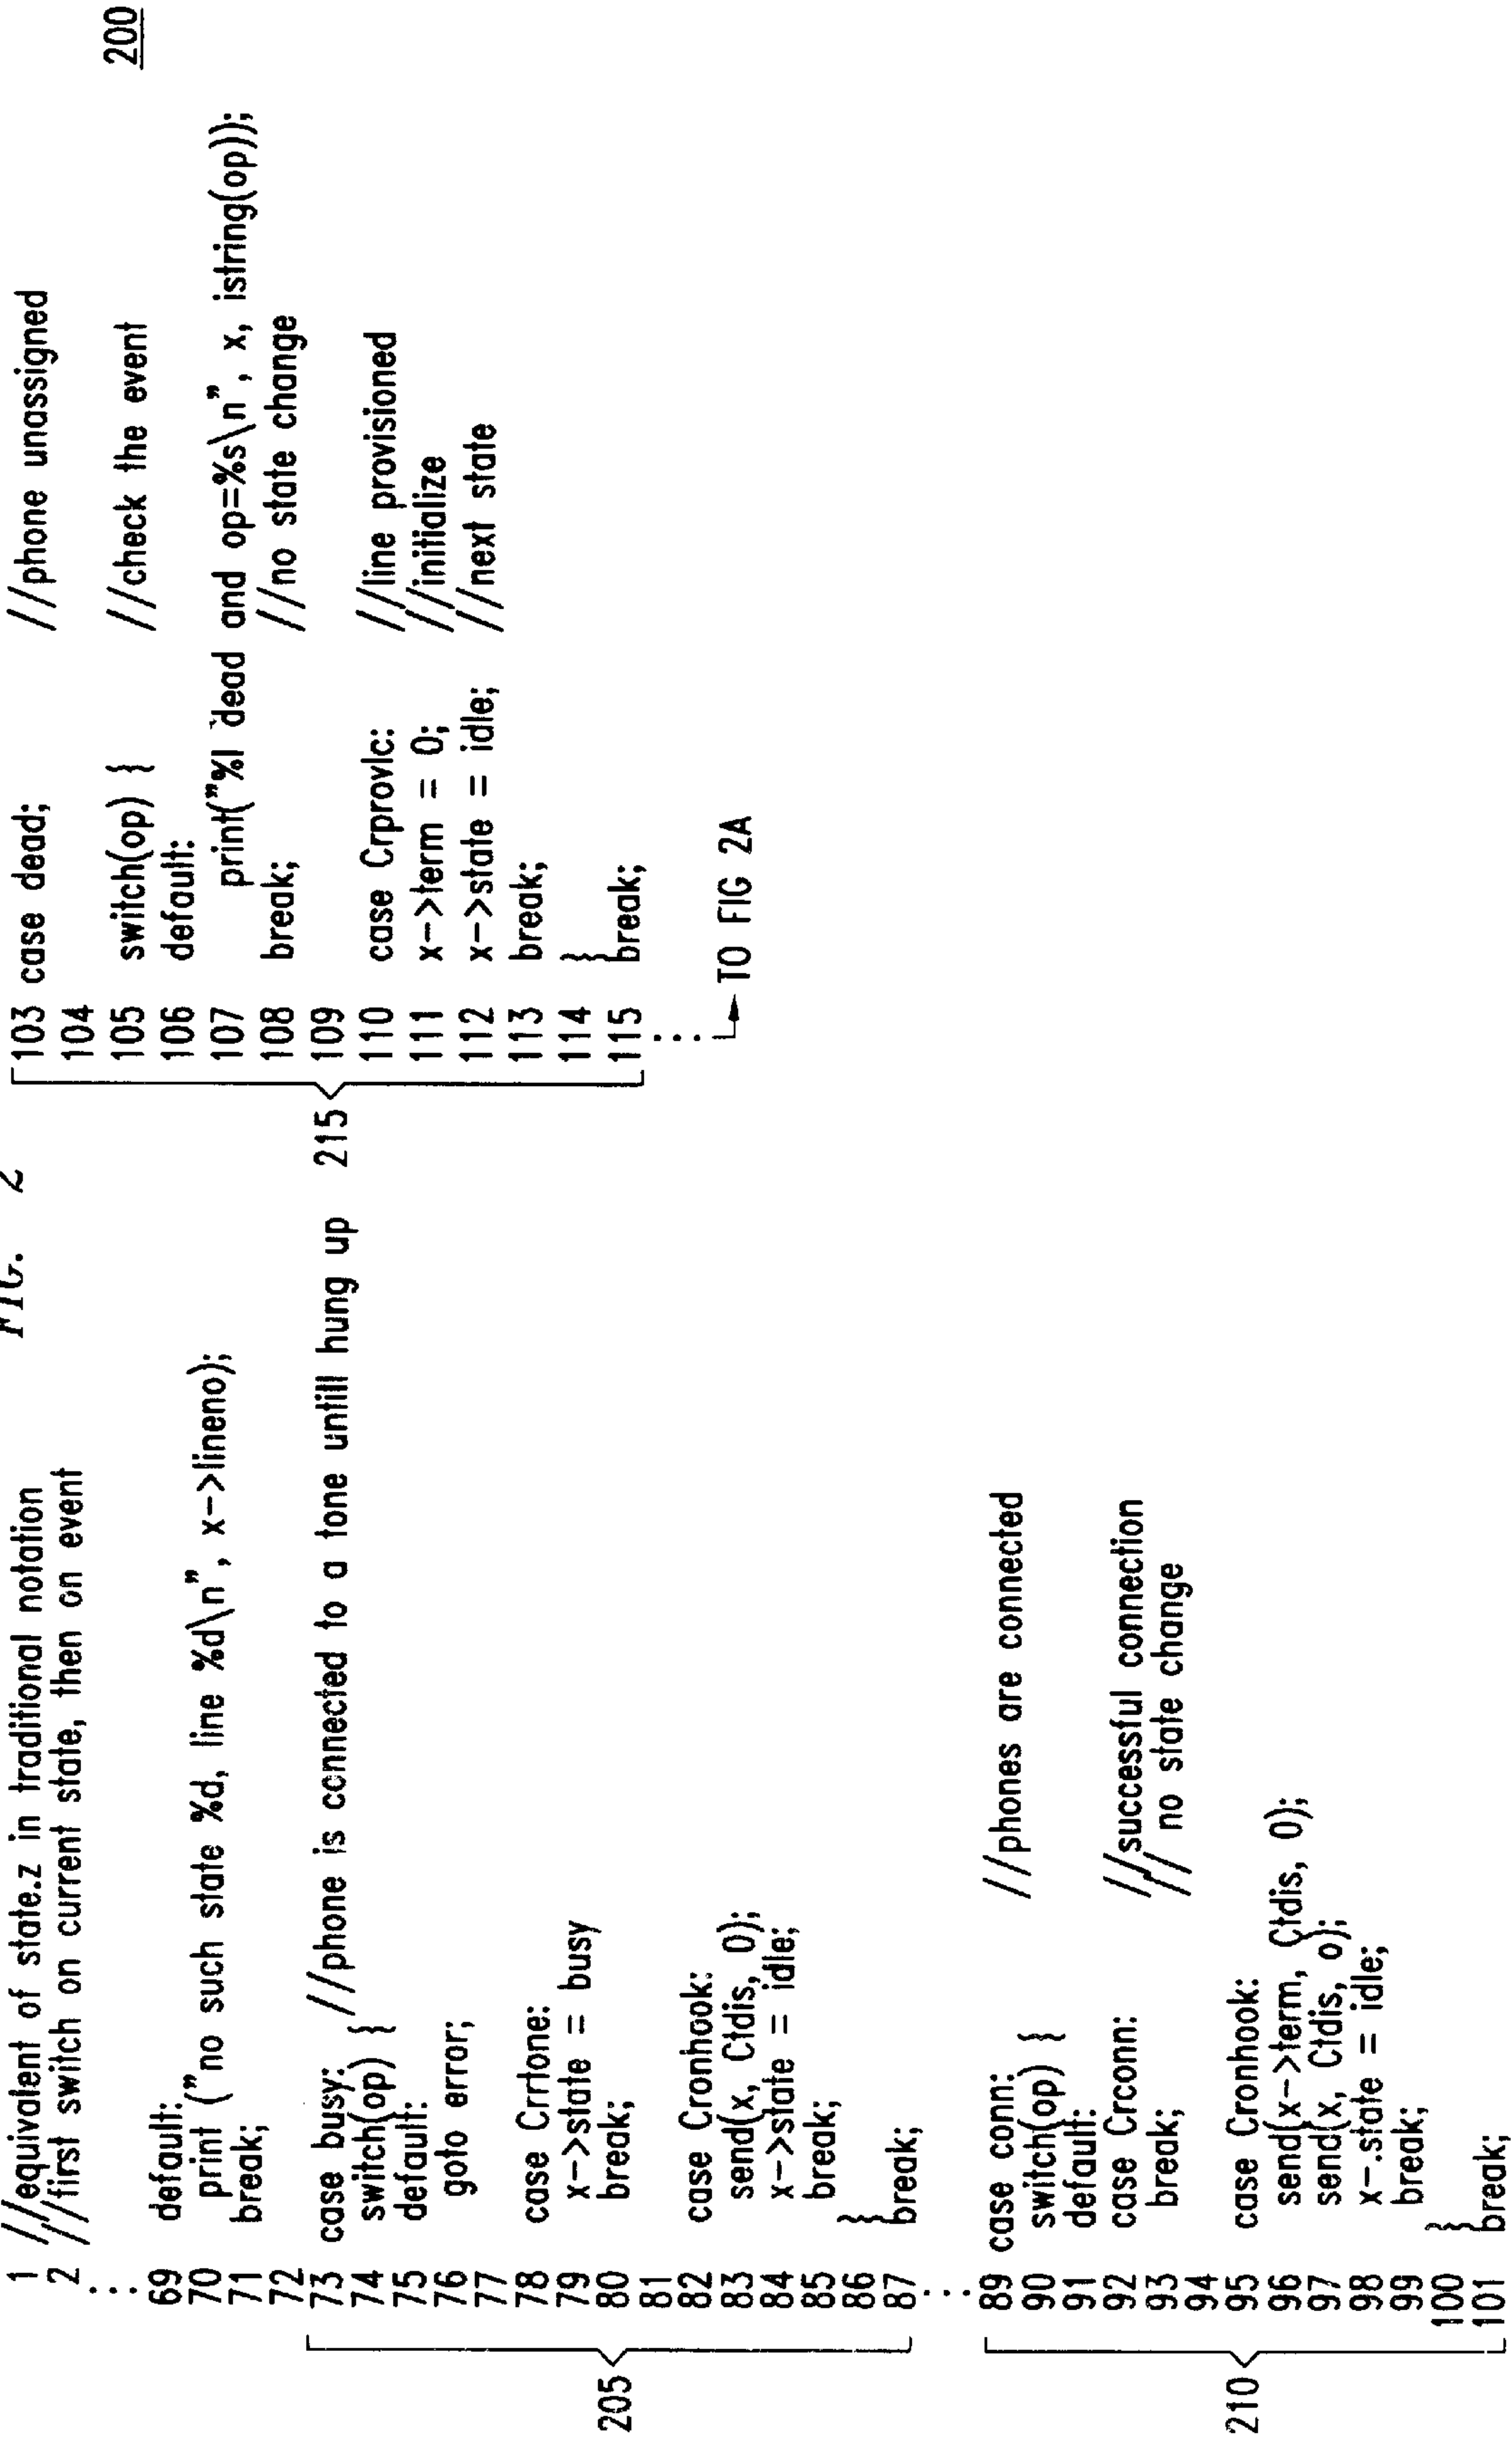 FIG. 2
200
1 //equivalent of state.z in traditional notation
2 //first switch on current state, then on event
:
69 default:
70 print ("no such state %d, line %d\n", x->lineno);
71 break;
72
73 case busy: //phone is connected to a tone untill hung up
74 switch(op) {
75 default:
76 goto error;
77
78 case Crrtone:
79 x->state = busy
80 break;
81
82 case Cronhook:
83 send(x, Ctdis, 0);
84 x->state = idle;
85 break;
86 }
87 break;
:
205
89 case conn: //phones are connected
90 switch(op) {
91 default:
92 case Crconn: //successful connection
93 break; // no state change
94
95 case Cronhook:
96 send(x->term, Ctdis, 0);
97 send(x, Ctdis, o);
98 x-.state = idle;
99 break;
100 }
101 break;
210
103 case dead; //phone unassigned
104
105 switch(op) { //check the event
106 default:
107 print("%l dead and op=%s\n", x, istring(op));
108 break; //no state change
109
110 case Crprovlc: //line provisioned
111 x->term = 0; //initialize
112 x->state = idle; //next state
113 break;
114 }
115 break;
:
215
TO FIG 2A